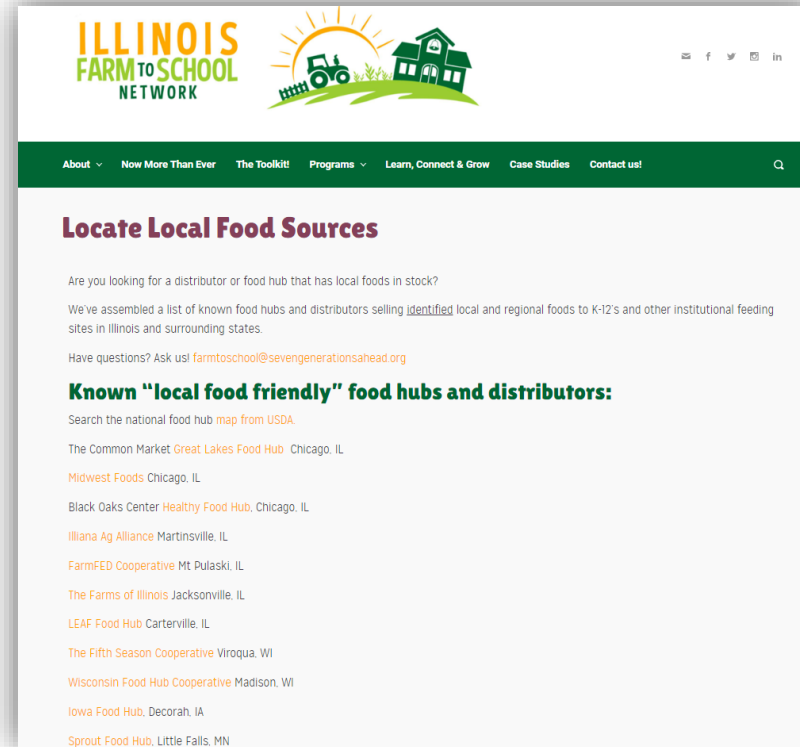 ILLINOIS
FARM TO SCHOOL
NETWORK
About
Now More Than Ever
The Toolkit!
Programs
Learn, Connect & Grow
Case Studies
Contact us!
Locate Local Food Sources
Are you looking for a distributor or food hub that has local foods in stock?
We've assembled a list of known food hubs and distributors selling identified local and regional foods to K-12's and other institutional feeding
sites in Illinois and surrounding states.
Have questions? Ask us! farmtoschool@sevengenerationsahead.org
Known “local food friendly” food hubs and distributors:
Search the national food hub map from USDA.
The Common Market Great Lakes Food Hub Chicago, IL
Midwest Foods Chicago, IL
Black Oaks Center Healthy Food Hub, Chicago, IL
Illiana Ag Alliance Martinsville, IL
FarmFED Cooperative Mt Pulaski, IL
The Farms of Illinois Jacksonville, IL
LEAF Food Hub Carterville, IL
The Fifth Season Cooperative Viroqua, WI
Wisconsin Food Hub Cooperative Madison, WI
Iowa Food Hub, Decorah, IA
Sprout Food Hub, Little Falls, MN